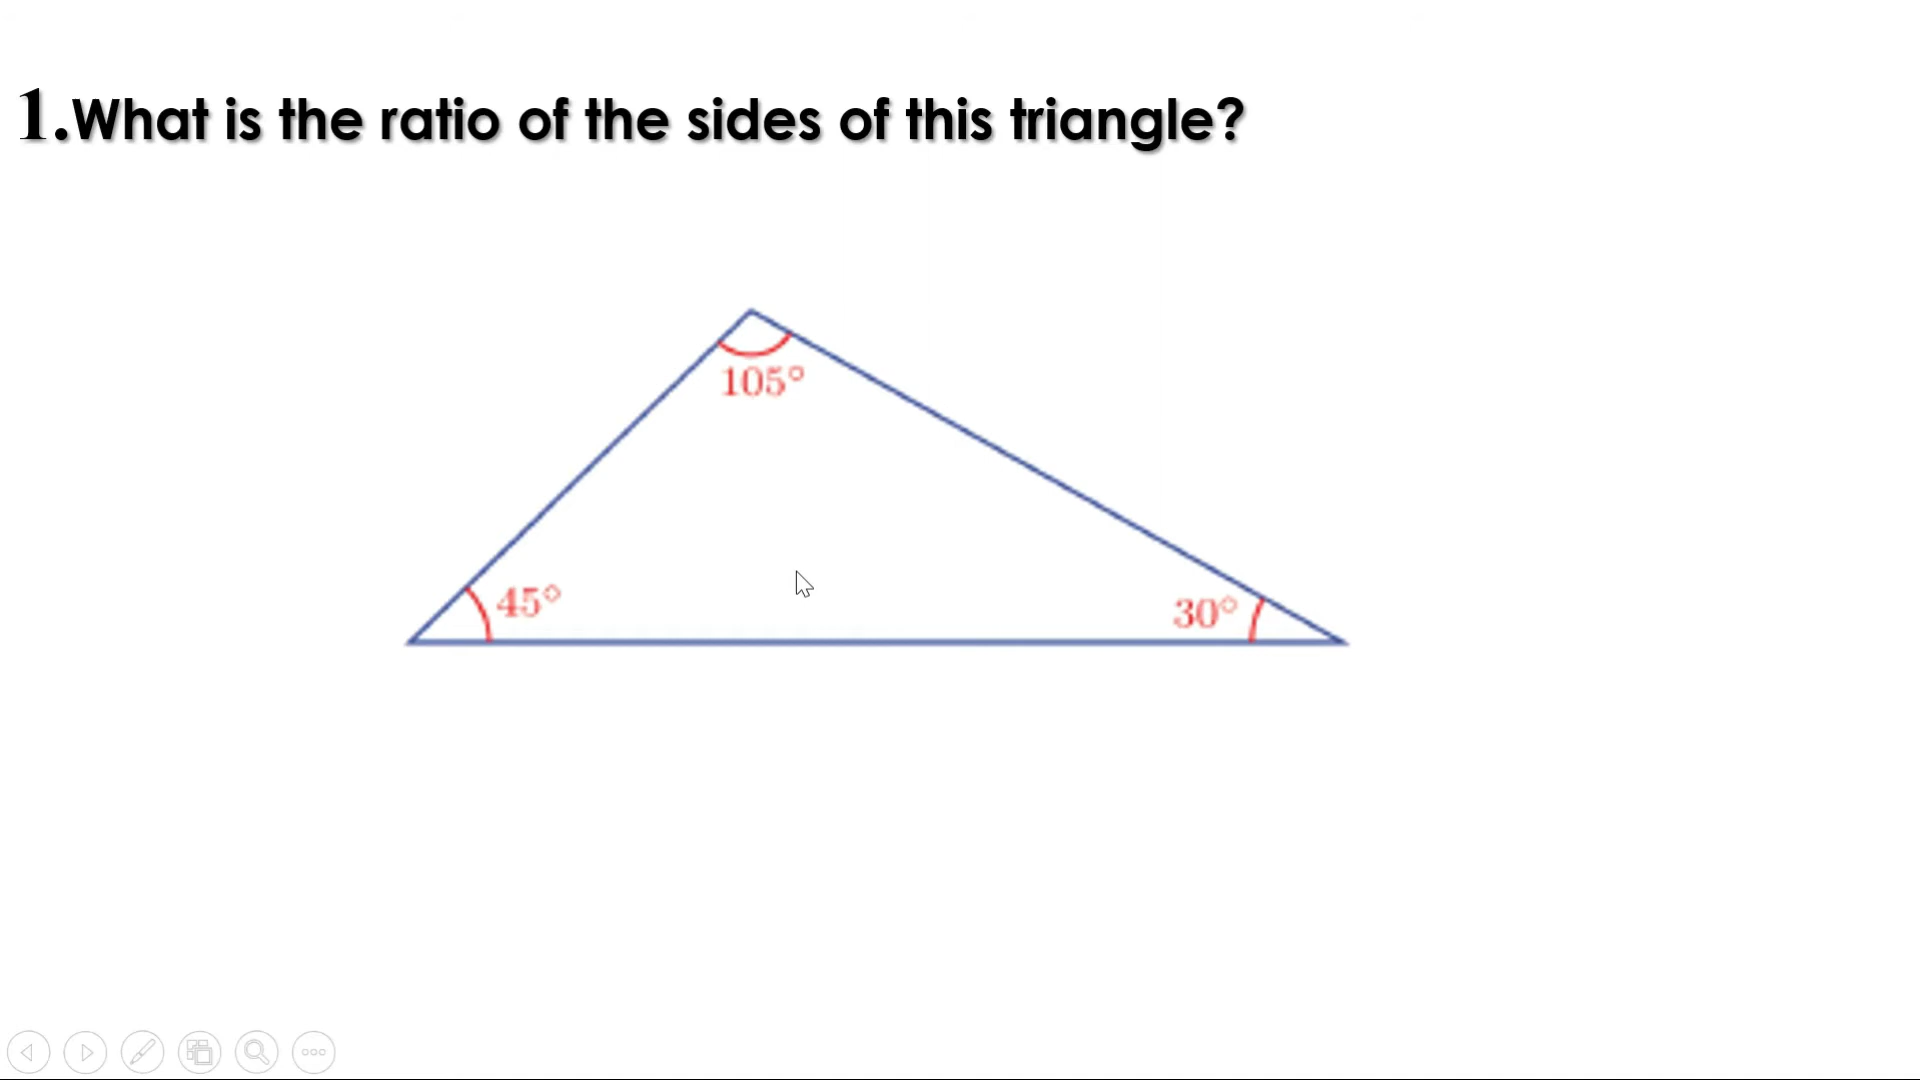 1.What is the ratio of the sides of this triangle?
105°
45°
30°